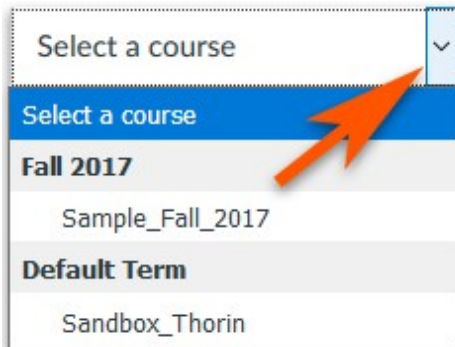 Select a course
Select a course
Fall 2017
Sample_Fall_2017
Default Term
Sandbox_Thorin